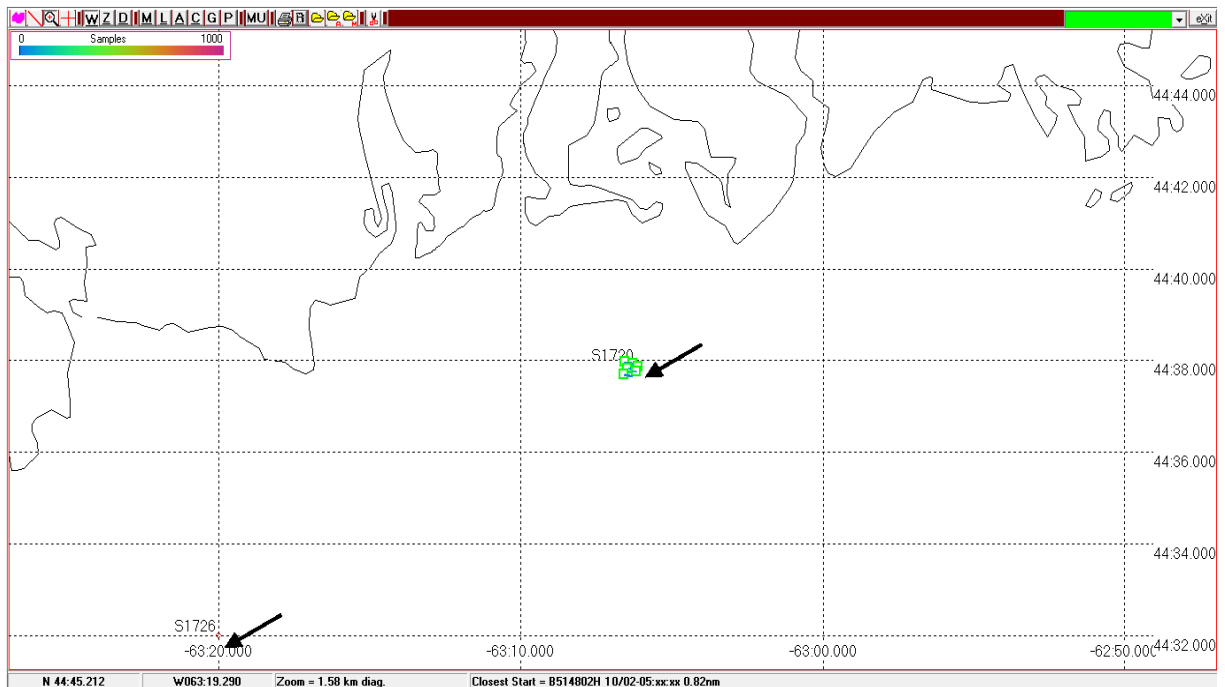 W Z D M L A C G P MU eXit
0 Samples 1000
44:44.000
44:42.000
44:40.000
S1720
44:38.000
44:36.000
44:34.000
S1726
44:32.000
-63:20.000 -63:10.000 -63:00.000 -62:50.000
N 44:45.212 W063:19.290 Zoom = 1.58 km diag. Closest Start = B514802H 10/02-05:xx:xx 0.82nm